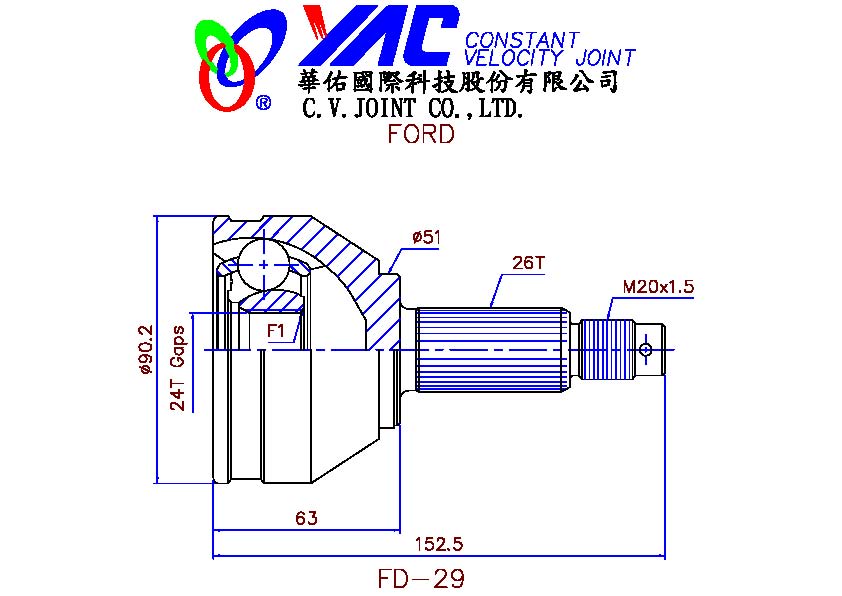 YAC CONSTANT
VELOCITY JOINT
®
華佑國際科技股份有限公司
C.V.JOINT CO.,LTD.
FORD
ø51
26T
M20x1.5
F1
ø90.2
24T Gaps
63
152.5
FD-29